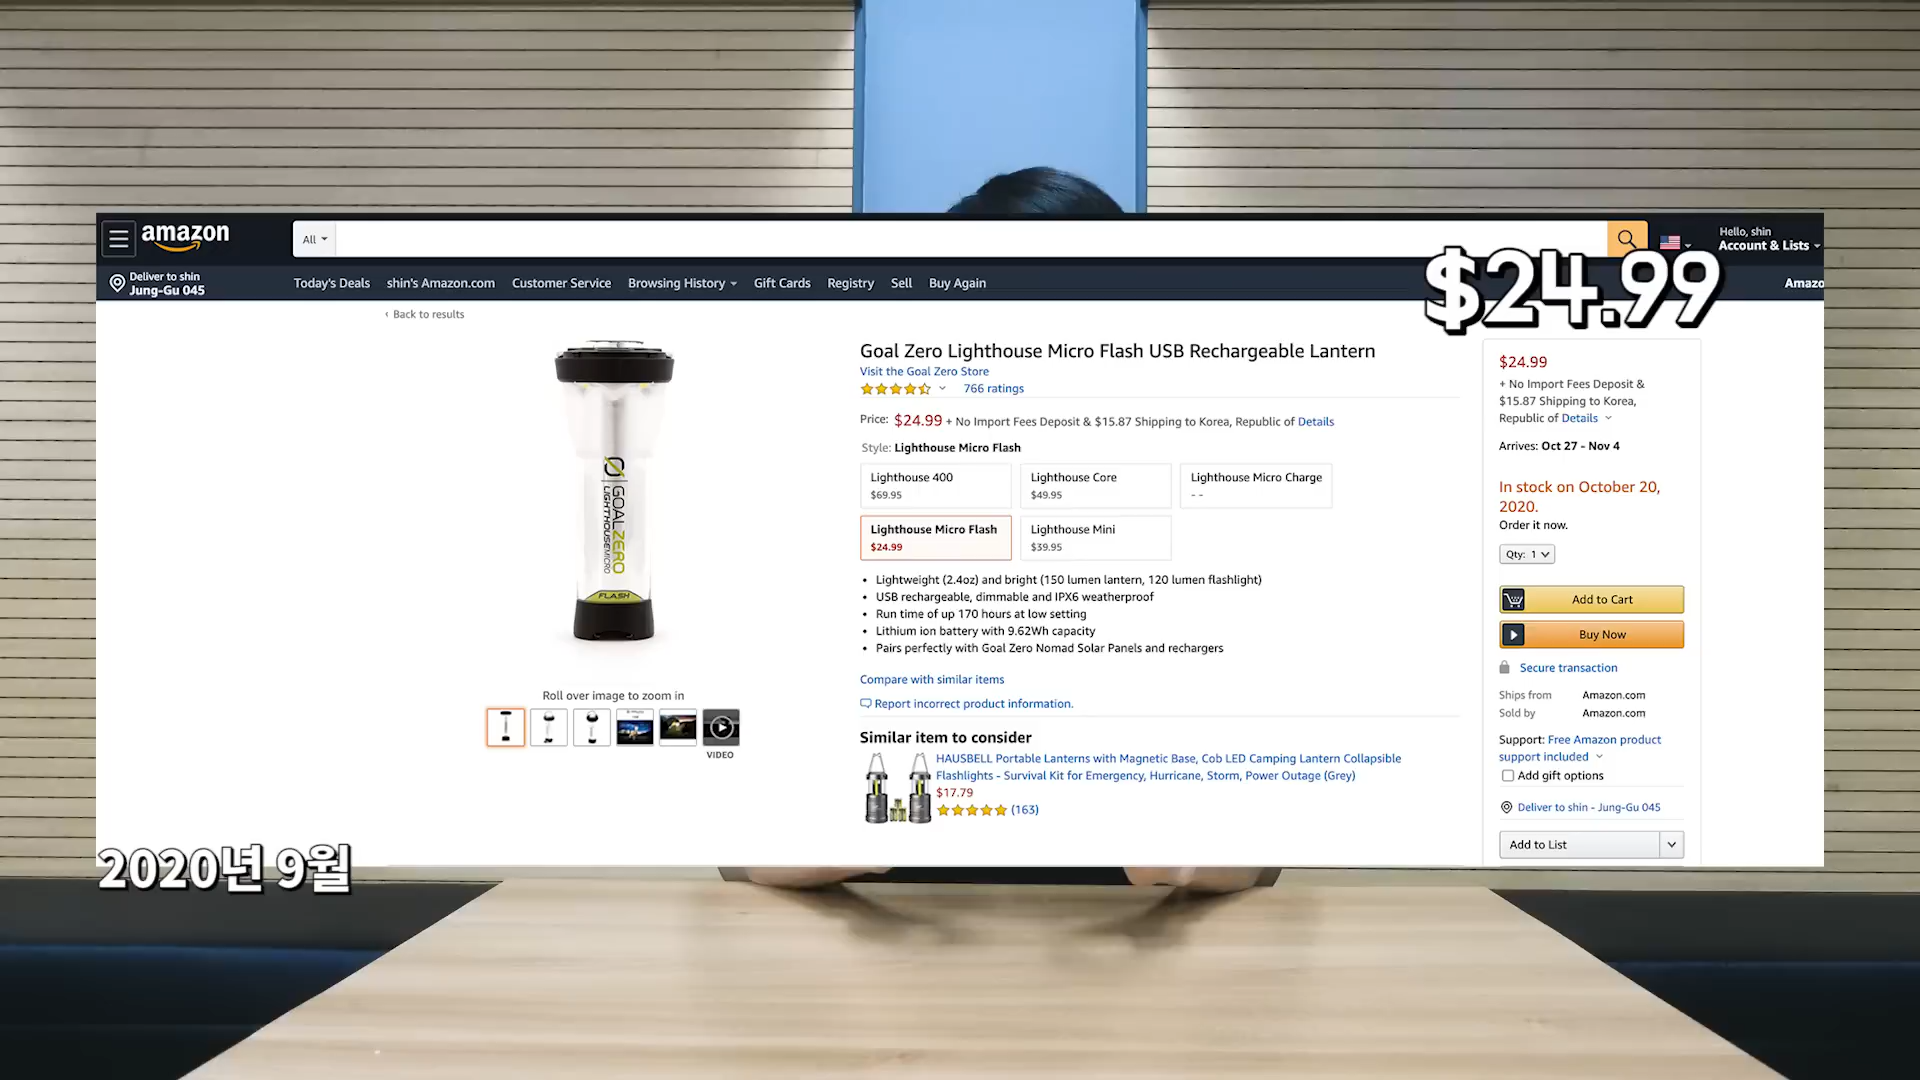 amazon
All
Hello, shin
Account & Lists
Deliver to shin
Jung-Gu 045
Today's Deals
shin's Amazon.com
Customer Service
Browsing History
Gift Cards
Registry
Sell
Buy Again
Amazo
$24.99
‹ Back to results
GOAL ZERO
LIGHTHOUSE MICRO
FLASH
Roll over image to zoom in
VIDEO
Goal Zero Lighthouse Micro Flash USB Rechargeable Lantern
Visit the Goal Zero Store
766 ratings
Price: $24.99 + No Import Fees Deposit & $15.87 Shipping to Korea, Republic of Details
Style: Lighthouse Micro Flash
Lighthouse 400
$69.95
Lighthouse Core
$49.95
Lighthouse Micro Charge
- -
Lighthouse Micro Flash
$24.99
Lighthouse Mini
$39.95
• Lightweight (2.4oz) and bright (150 lumen lantern, 120 lumen flashlight)
• USB rechargeable, dimmable and IPX6 weatherproof
• Run time of up 170 hours at low setting
• Lithium ion battery with 9.62Wh capacity
• Pairs perfectly with Goal Zero Nomad Solar Panels and rechargers
Compare with similar items
Report incorrect product information.
Similar item to consider
HAUSBELL Portable Lanterns with Magnetic Base, Cob LED Camping Lantern Collapsible
Flashlights - Survival Kit for Emergency, Hurricane, Storm, Power Outage (Grey)
$17.79
(163)
$24.99
+ No Import Fees Deposit &
$15.87 Shipping to Korea,
Republic of Details
Arrives: Oct 27 - Nov 4
In stock on October 20,
2020.
Order it now.
Qty: 1
Add to Cart
Buy Now
Secure transaction
Ships from Amazon.com
Sold by Amazon.com
Support: Free Amazon product
support included
Add gift options
Deliver to shin - Jung-Gu 045
Add to List
2020년 9월